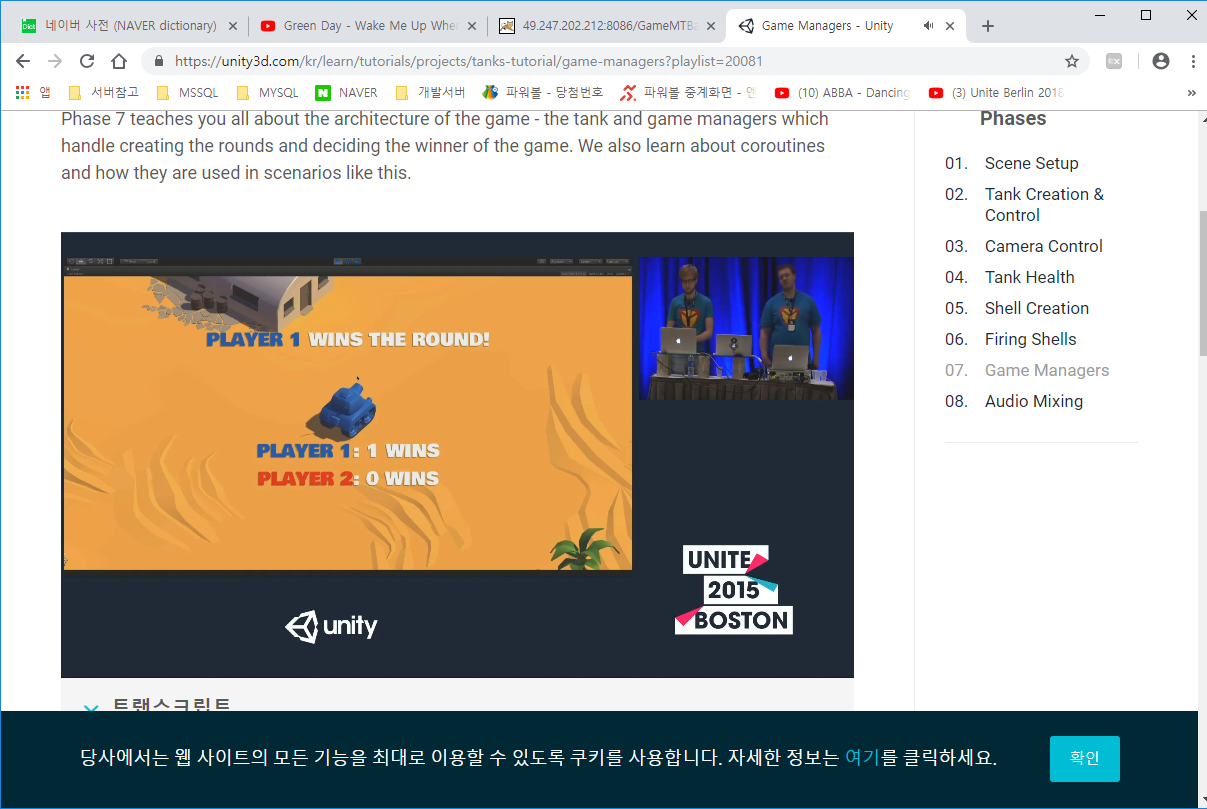 네이버 사전 (NAVER dictionary)
Green Day - Wake Me Up Wher
49.247.202.212:8086/GameMTBa
Game Managers - Unity
https://unity3d.com/kr/learn/tutorials/projects/tanks-tutorial/game-managers?playlist=20081
앱
서버참고
MSSQL
MYSQL
NAVER
개발서버
파워볼 - 당첨번호
파워볼 중계화면 - 엔
(10) ABBA - Dancing
(3) Unite Berlin 2018
»
Phase 7 teaches you all about the architecture of the game - the tank and game managers which
handle creating the rounds and deciding the winner of the game. We also learn about coroutines
and how they are used in scenarios like this.
PLAYER 1 WINS THE ROUND!
PLAYER 1: 1 WINS
PLAYER 2: 0 WINS
unity
UNITE
2015
BOSTON
트랜스크립트
Phases
01. Scene Setup
02. Tank Creation &
Control
03. Camera Control
04. Tank Health
05. Shell Creation
06. Firing Shells
07. Game Managers
08. Audio Mixing
당사에서는 웹 사이트의 모든 기능을 최대로 이용할 수 있도록 쿠키를 사용합니다. 자세한 정보는 여기를 클릭하세요.
확인